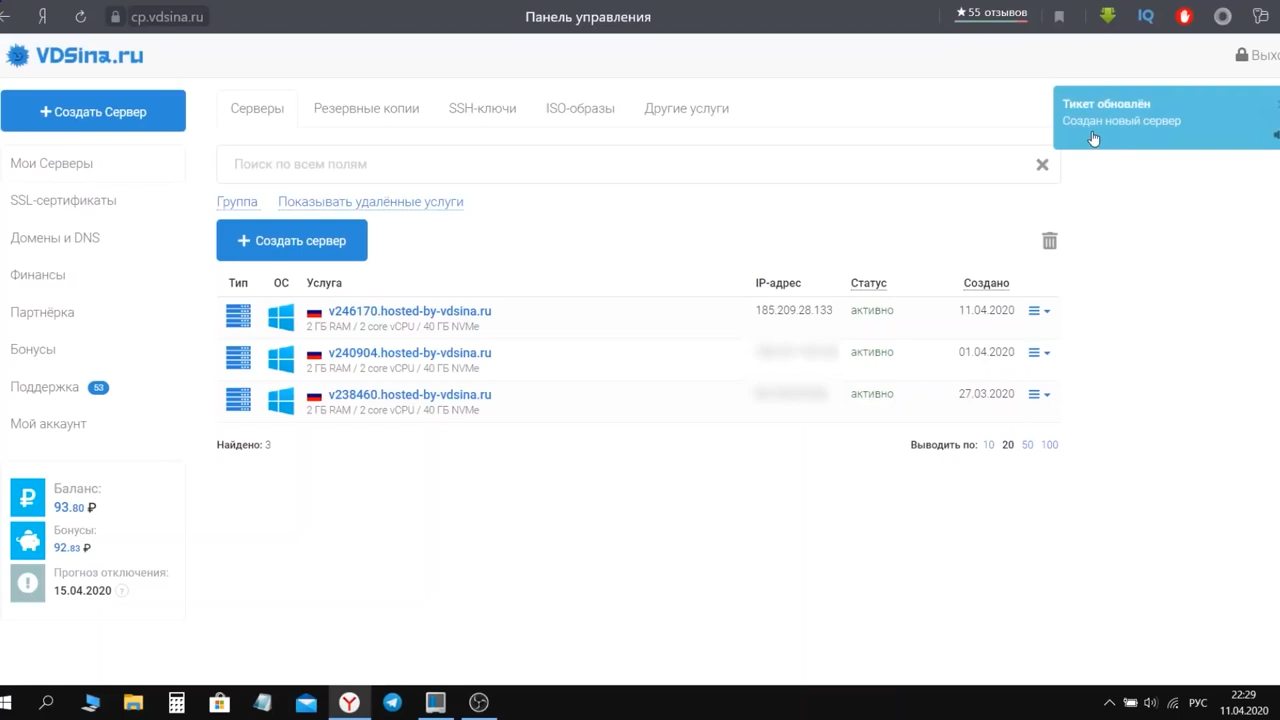 cp.vdsina.ru
Панель управления
★55 отзывов
IQ
VDSina.ru
+ Создать Сервер
Серверы
Резервные копии
SSH-ключи
ISO-образы
Другие услуги
Тикет обновлён
Создан новый сервер
Мои Серверы
SSL-сертификаты
Домены и DNS
Финансы
Партнёрка
Бонусы
Поддержка 53
Мой аккаунт
Поиск по всем полям
Группа
Показывать удалённые услуги
+ Создать сервер
Тип ОС Услуга IP-адрес Статус Создано
v246170.hosted-by-vdsina.ru 185.209.28.133 активно 11.04.2020
2 ГБ RAM / 2 core vCPU / 40 ГБ NVMe
v240904.hosted-by-vdsina.ru активно 01.04.2020
2 ГБ RAM / 2 core vCPU / 40 ГБ NVMe
v238460.hosted-by-vdsina.ru активно 27.03.2020
2 ГБ RAM / 2 core vCPU / 40 ГБ NVMe
Найдено: 3
Выводить по: 10 20 50 100
Баланс:
93.80 ₽
Бонусы:
92.83 ₽
Прогноз отключения:
15.04.2020 ?
РУС
22:29
11.04.2020